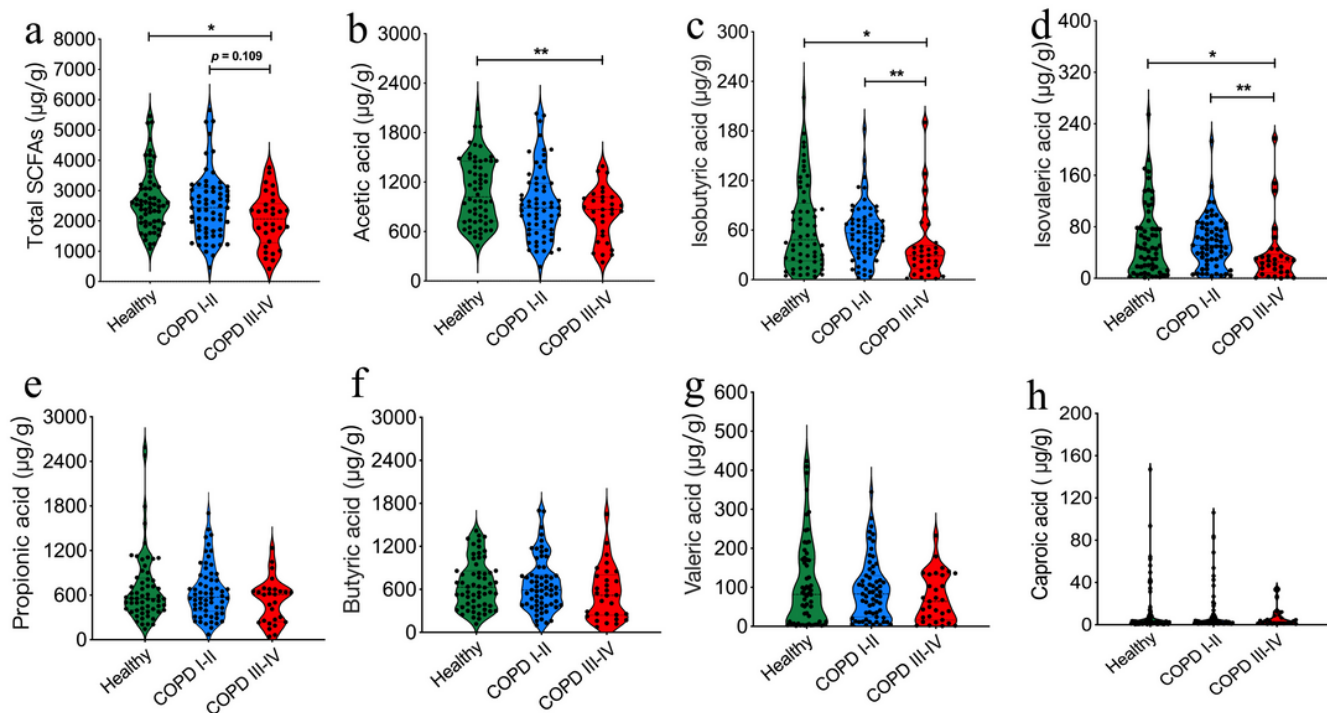 a
Total SCFAs (μg/g)
8000
7000
6000
5000
4000
3000
2000
1000
0
*
p = 0.109
Healthy
COPD I-II
COPD III-IV
b
Acetic acid (μg/g)
3000
2400
1800
1200
600
0
**
Healthy
COPD I-II
COPD III-IV
c
Isobutyric acid (μg/g)
300
240
180
120
60
0
*
**
Healthy
COPD I-II
COPD III-IV
d
Isovaleric acid (μg/g)
400
320
240
160
80
0
*
**
Healthy
COPD I-II
COPD III-IV
e
Propionic acid (μg/g)
3000
2400
1800
1200
600
0
Healthy
COPD I-II
COPD III-IV
f
Butyric acid (μg/g)
3000
2400
1800
1200
600
0
Healthy
COPD I-II
COPD III-IV
g
Valeric acid (μg/g)
600
500
400
300
200
100
0
Healthy
COPD I-II
COPD III-IV
h
Caproic acid ( μg/g)
200
160
120
80
40
0
Healthy
COPD I-II
COPD III-IV